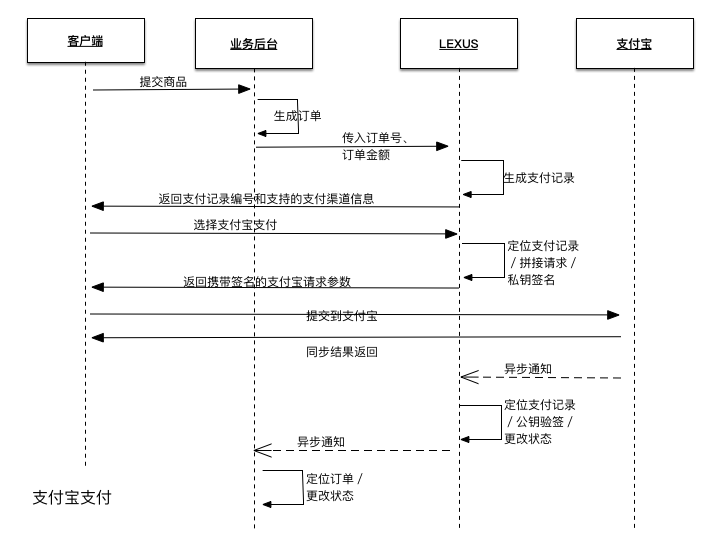 客户端
业务后台
LEXUS
支付宝
提交商品
生成订单
传入订单号、
订单金额
生成支付记录
返回支付记录编号和支持的支付渠道信息
选择支付宝支付
定位支付记录
/ 拼接请求 /
私钥签名
返回携带签名的支付宝请求参数
提交到支付宝
同步结果返回
异步通知
定位支付记录
/ 公钥验签 /
更改状态
异步通知
定位订单 /
更改状态
支付宝支付